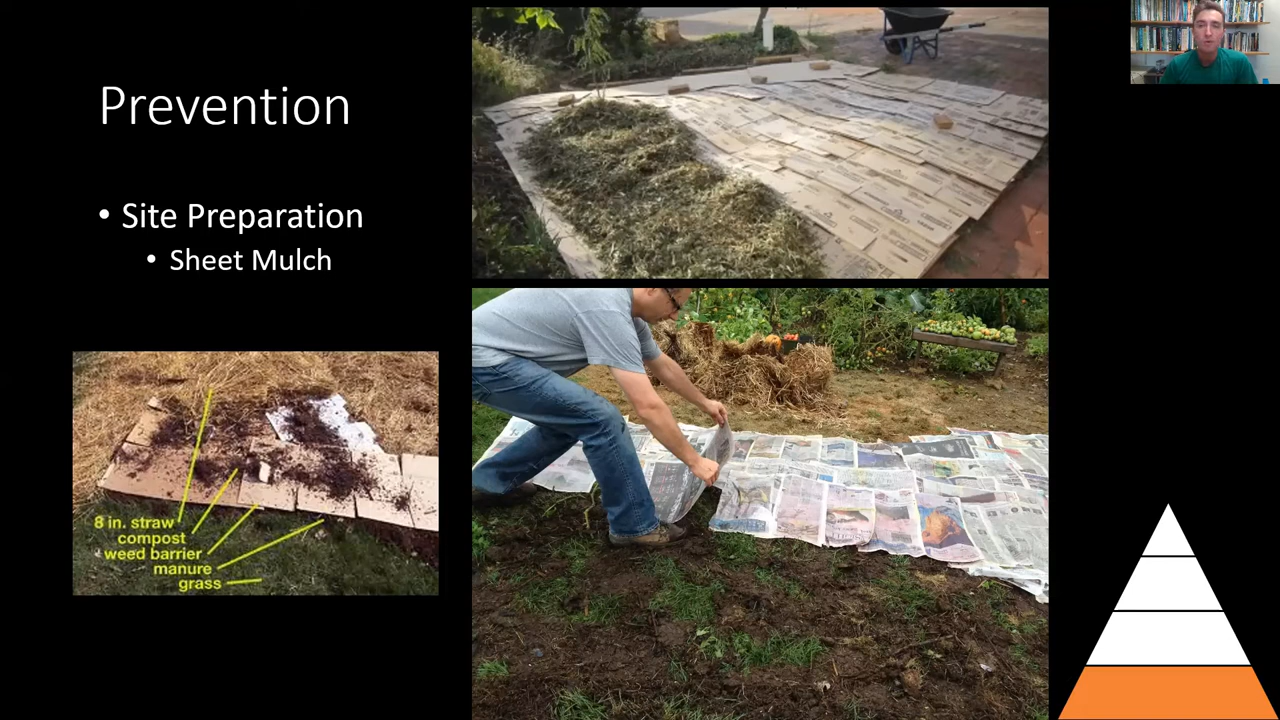 Prevention
• Site Preparation
• Sheet Mulch
8 in. straw
compost
weed barrier
manure
grass